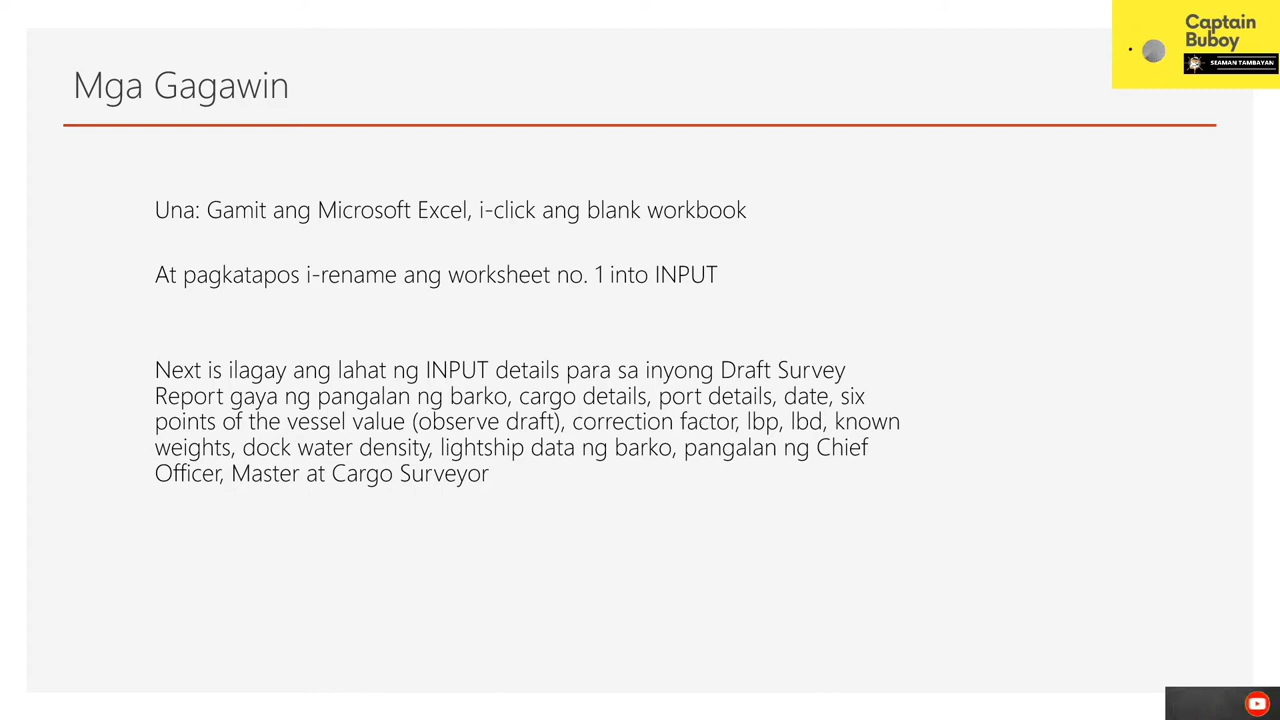 Captain
Buboy
SEAMAN TAMBAYAN
Mga Gagawin
Una: Gamit ang Microsoft Excel, i-click ang blank workbook
At pagkatapos i-rename ang worksheet no. 1 into INPUT
Next is ilagay ang lahat ng INPUT details para sa inyong Draft Survey
Report gaya ng pangalan ng barko, cargo details, port details, date, six
points of the vessel value (observe draft), correction factor, lbp, lbd, known
weights, dock water density, lightship data ng barko, pangalan ng Chief
Officer, Master at Cargo Surveyor